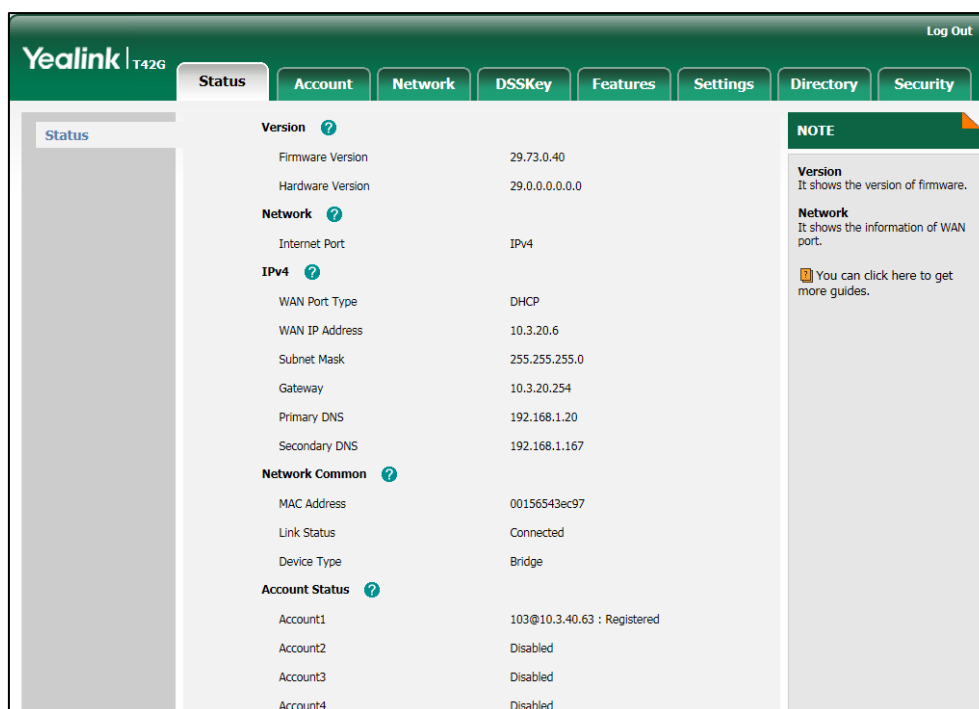 Log Out
Yealink | T42G
Status Account Network DSSKey Features Settings Directory Security
Status
Version ?
Firmware Version 29.73.0.40
Hardware Version 29.0.0.0.0.0.0
Network ?
Internet Port IPv4
IPv4 ?
WAN Port Type DHCP
WAN IP Address 10.3.20.6
Subnet Mask 255.255.255.0
Gateway 10.3.20.254
Primary DNS 192.168.1.20
Secondary DNS 192.168.1.167
Network Common ?
MAC Address 00156543ec97
Link Status Connected
Device Type Bridge
Account Status ?
Account1 103@10.3.40.63 : Registered
Account2 Disabled
Account3 Disabled
Account4 Disabled
NOTE
Version
It shows the version of firmware.
Network
It shows the information of WAN
port.
? You can click here to get
more guides.